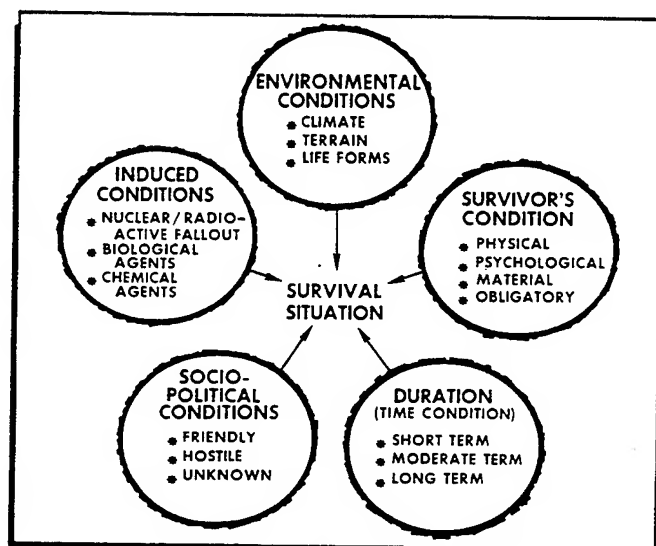 ENVIRONMENTAL
CONDITIONS
* CLIMATE
* TERRAIN
* LIFE FORMS
INDUCED
CONDITIONS
* NUCLEAR/RADIO-
ACTIVE FALLOUT
* BIOLOGICAL
AGENTS
* CHEMICAL
AGENTS
SURVIVOR'S
CONDITION
* PHYSICAL
* PSYCHOLOGICAL
* MATERIAL
* OBLIGATORY
SURVIVAL
SITUATION
SOCIO-
POLITICAL
CONDITIONS
* FRIENDLY
* HOSTILE
* UNKNOWN
DURATION
(TIME CONDITION)
* SHORT TERM
* MODERATE TERM
* LONG TERM